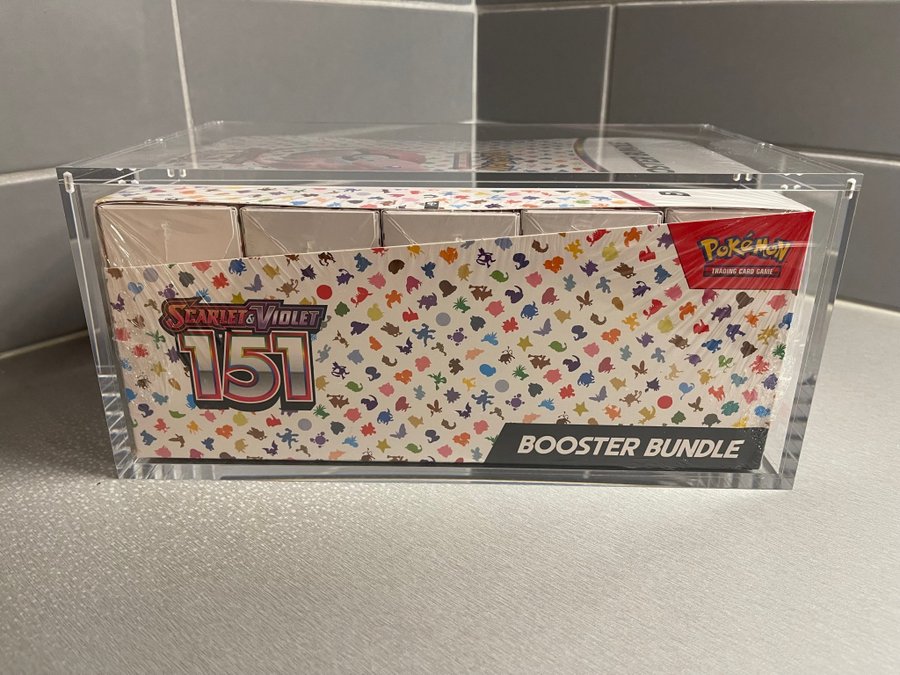 POKéMON
TRADING CARD GAME
SCARLET & VIOLET
151
BOOSTER BUNDLE